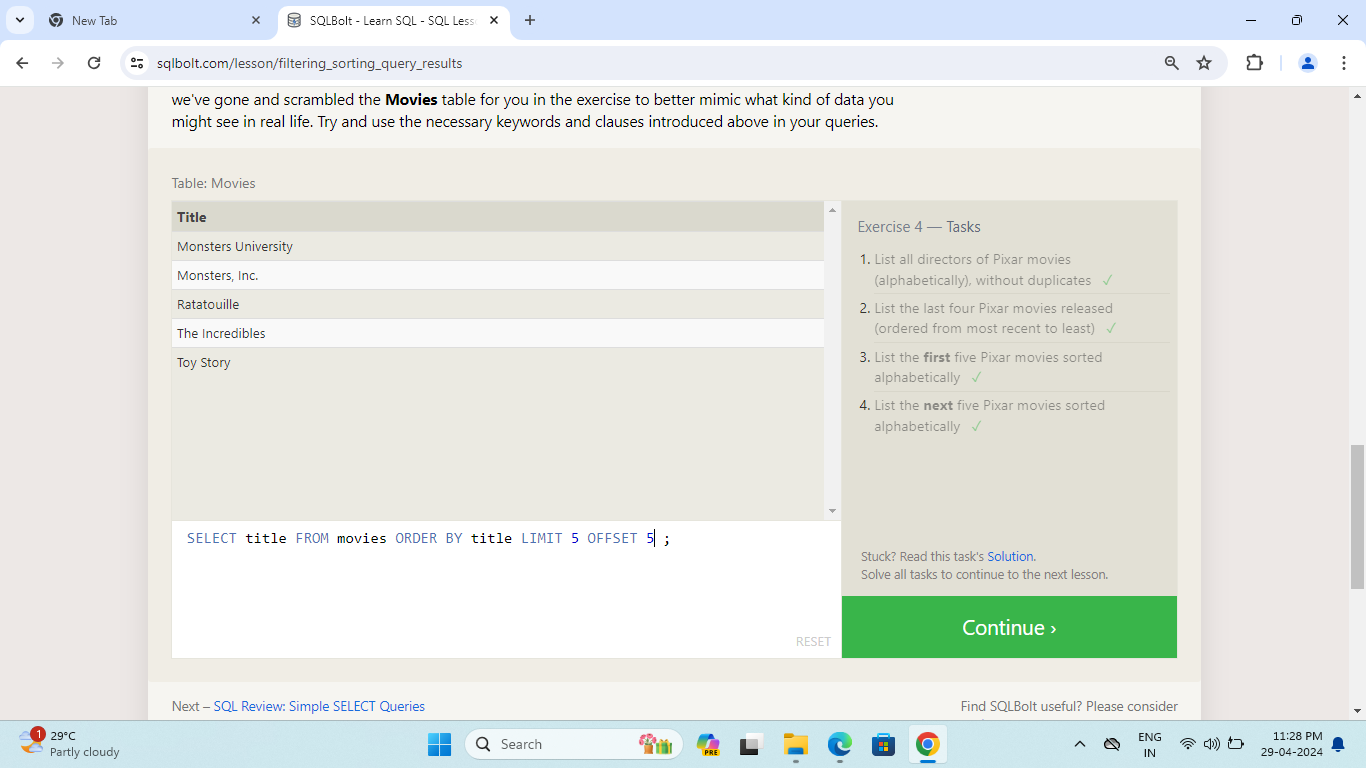 New Tab
SQLBolt - Learn SQL - SQL Less
sqlbolt.com/lesson/filtering_sorting_query_results
we've gone and scrambled the Movies table for you in the exercise to better mimic what kind of data you
might see in real life. Try and use the necessary keywords and clauses introduced above in your queries.
Table: Movies
Title
Monsters University
Monsters, Inc.
Ratatouille
The Incredibles
Toy Story
SELECT title FROM movies ORDER BY title LIMIT 5 OFFSET 5 ;
RESET
Exercise 4 — Tasks
1. List all directors of Pixar movies
(alphabetically), without duplicates ✓
2. List the last four Pixar movies released
(ordered from most recent to least) ✓
3. List the first five Pixar movies sorted
alphabetically ✓
4. List the next five Pixar movies sorted
alphabetically ✓
Stuck? Read this task's Solution.
Solve all tasks to continue to the next lesson.
Continue ›
Next – SQL Review: Simple SELECT Queries
Find SQLBolt useful? Please consider
1
29°C
Partly cloudy
Search
PRE
ENG
IN
11:28 PM
29-04-2024